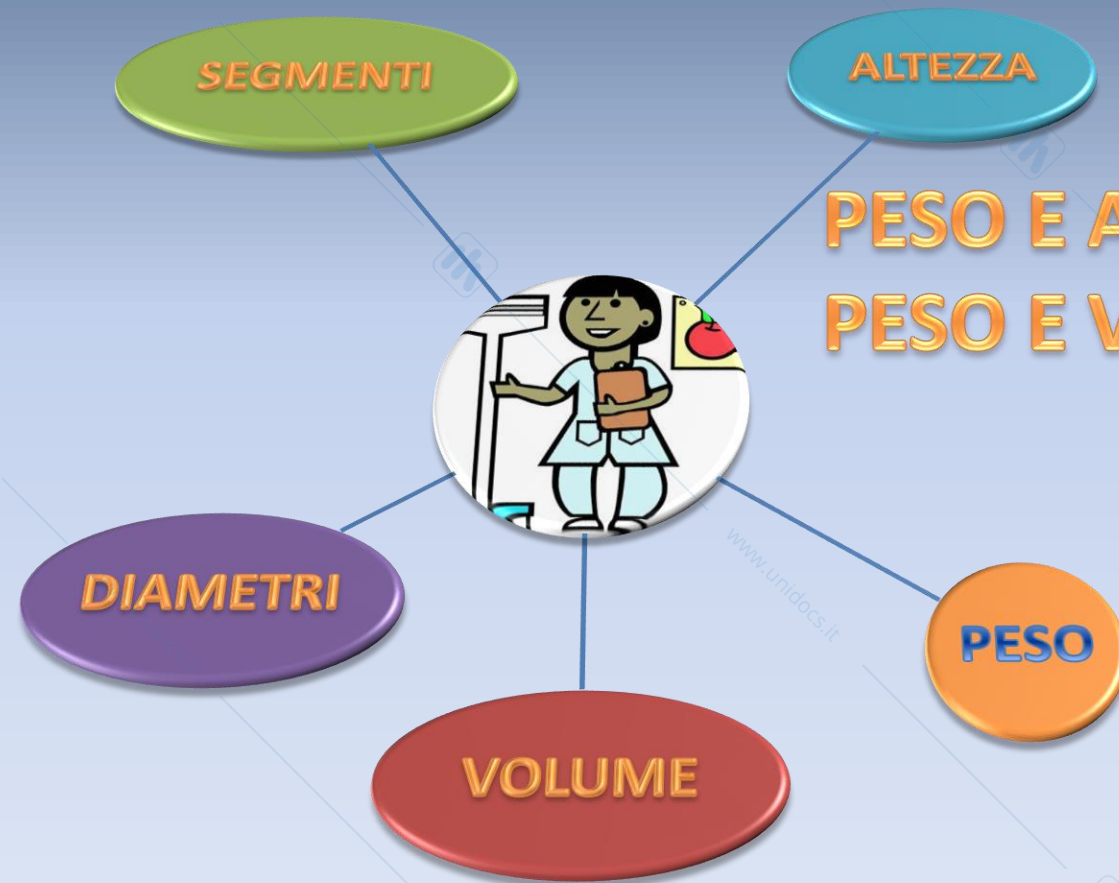 SEGMENTI
ALTEZZA
PESO E
PESO E
DIAMETRI
www.unidocs.it
PESO
VOLUME